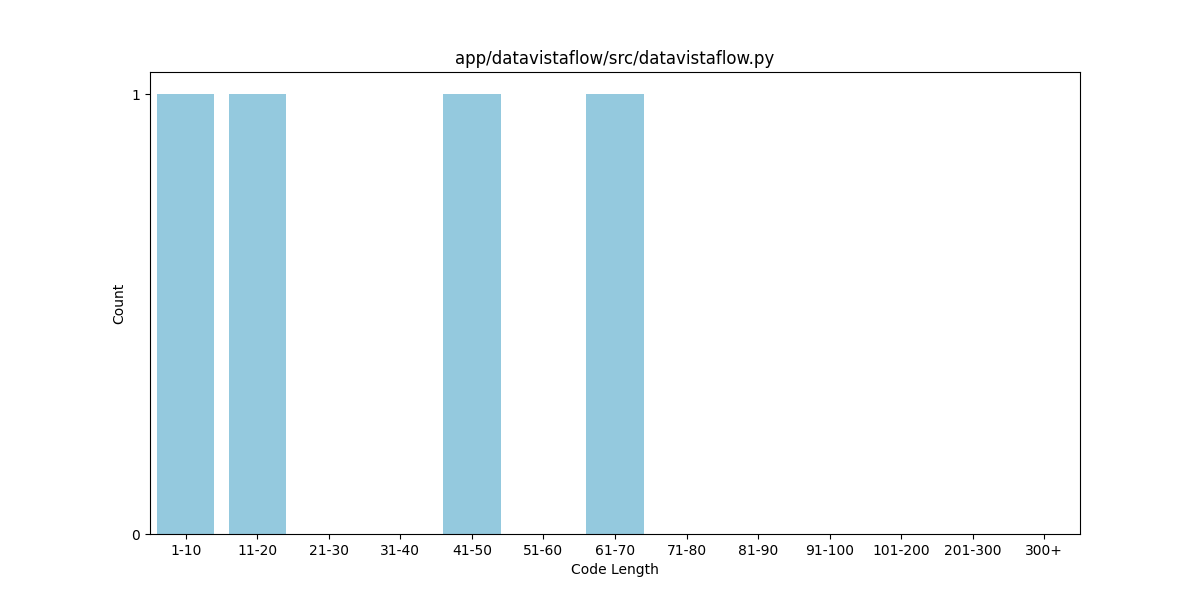 app/datavistaflow/src/datavistaflow.py
1
Count
0
1-10 11-20 21-30 31-40 41-50 51-60 61-70 71-80 81-90 91-100 101-200 201-300 300+
Code Length